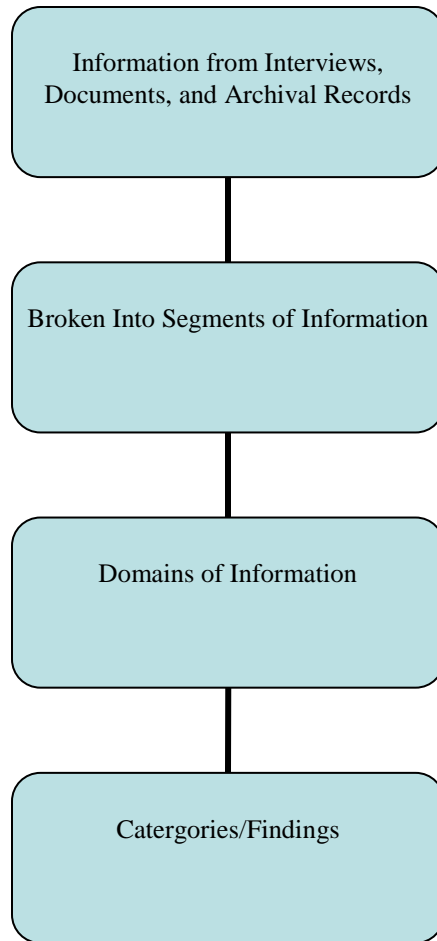 Information from Interviews,
Documents, and Archival Records
Broken Into Segments of Information
Domains of Information
Catergories/Findings